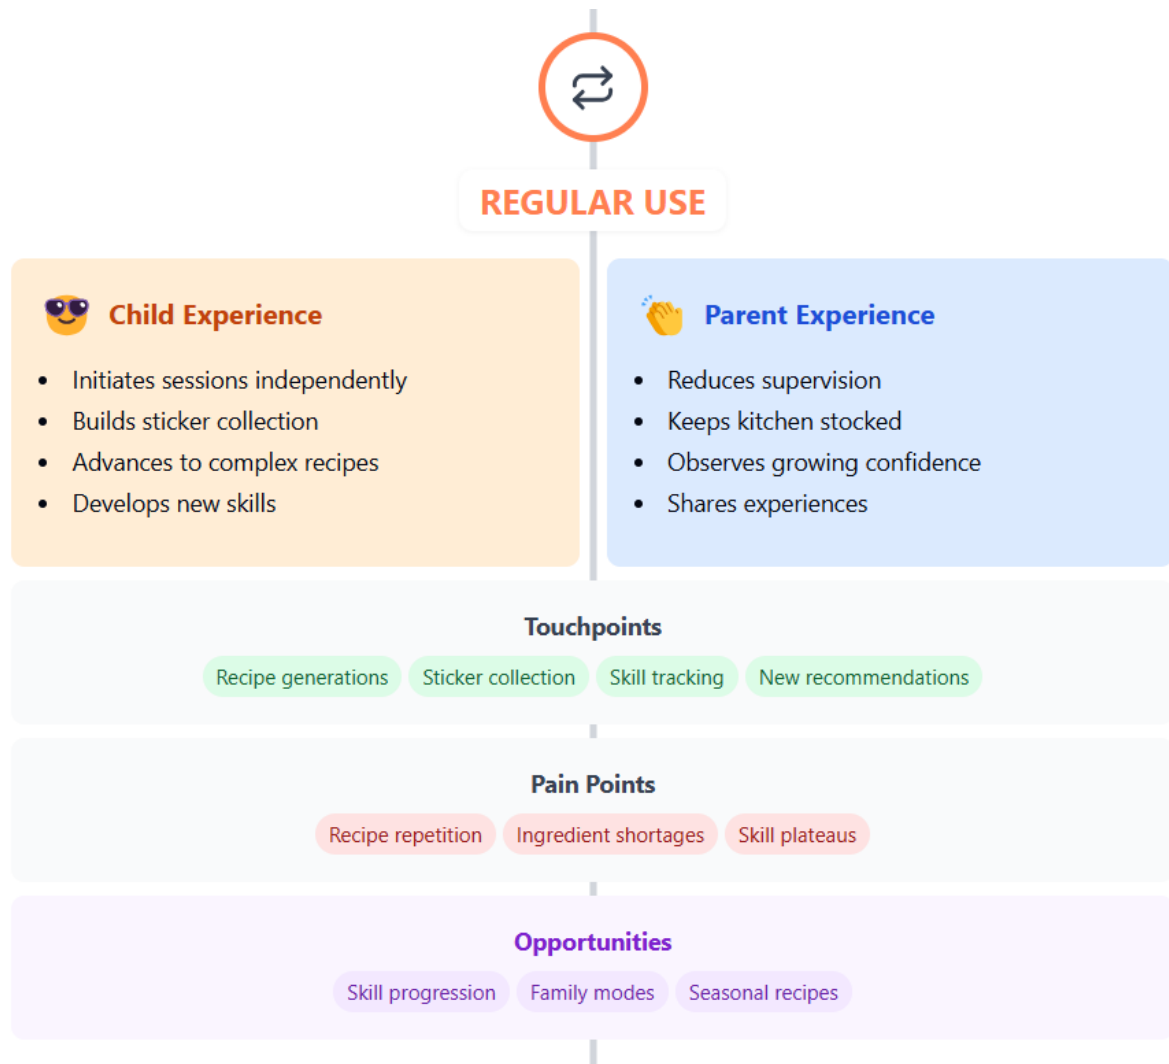 REGULAR USE
Child Experience
• Initiates sessions independently
• Builds sticker collection
• Advances to complex recipes
• Develops new skills
Parent Experience
• Reduces supervision
• Keeps kitchen stocked
• Observes growing confidence
• Shares experiences
Touchpoints
Recipe generations Sticker collection Skill tracking New recommendations
Pain Points
Recipe repetition Ingredient shortages Skill plateaus
Opportunities
Skill progression Family modes Seasonal recipes